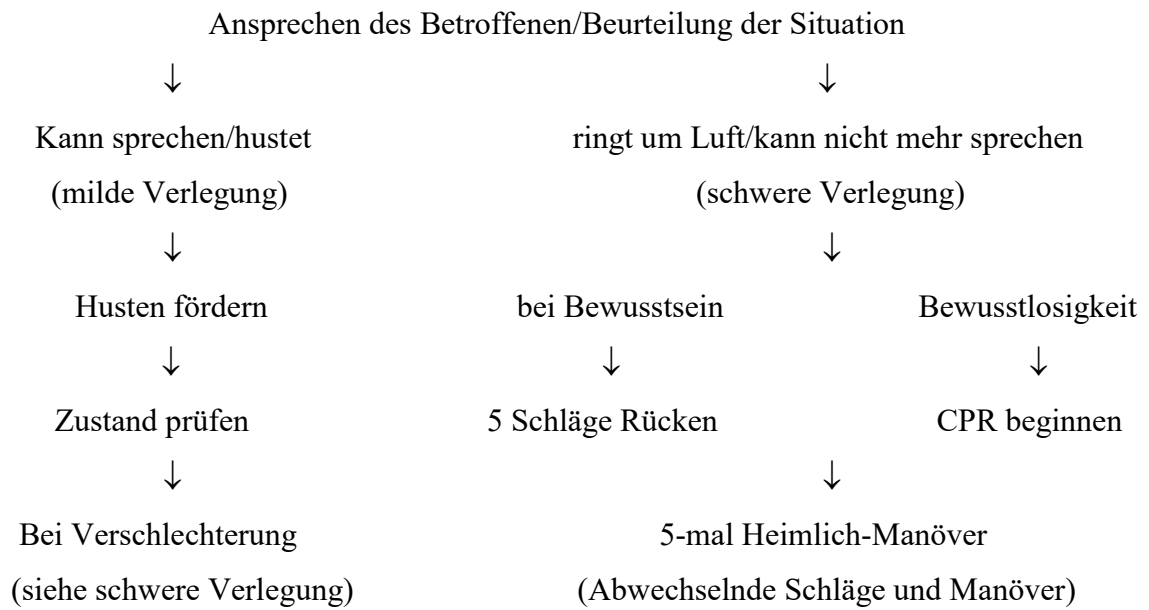 Ansprechen des Betroffenen/Beurteilung der Situation
↓ ↓
Kann sprechen/hustet ringt um Luft/kann nicht mehr sprechen
(milde Verlegung) (schwere Verlegung)
↓ ↓
Husten fördern bei Bewusstsein Bewusstlosigkeit
↓ ↓ ↓
Zustand prüfen 5 Schläge Rücken CPR beginnen
↓ ↓
Bei Verschlechterung 5-mal Heimlich-Manöver
(siehe schwere Verlegung) (Abwechselnde Schläge und Manöver)